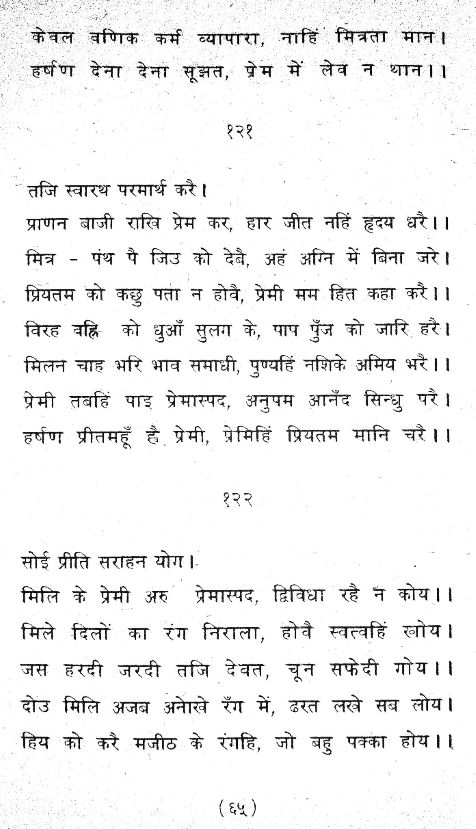 केवल वणिक कर्म व्यापारा, नाहिं मित्रता मान।
हर्षण देना देना सूझत, प्रेम में लेव न थान।।
१२१
तजि स्वारथ परमार्थ करै।
प्राणन बाजी राखि प्रेम कर, हार जीत नहिं हृदय धरै।।
मित्र - पंथ पै जिउ को देबै, अहं अग्नि में बिना जरे।
प्रियतम को कछु पता न होवै, प्रेमी मम हित कहा करै।।
विरह वह्नि को धुआँ सुलग के, पाप पुँज को जारि हरै।
मिलन चाह भरि भाव समाधी, पुण्यहिं नशिके अमिय भरै।।
प्रेमी तबहिं पाइ प्रेमास्पद, अनुपम आनँद सिन्धु परै।
हर्षण प्रीतमहूँ है प्रेमी, प्रेमिहिं प्रियतम मानि चरै।।
१२२
सोई प्रीति सराहन योग।
मिलि के प्रेमी अरु प्रेमास्पद, द्विविधा रहै न कोय।।
मिले दिलों का रंग निराला, होवै स्वत्वहिं खोय।
जस हरदी जरदी तजि देवत, चून सफेदी गोय।।
दोउ मिलि अजब अनोखे रँग में, ढरत लखे सब लोय।
हिय को करै मजीठ के रंगहि, जो बहु पक्का होय।।
(६५)